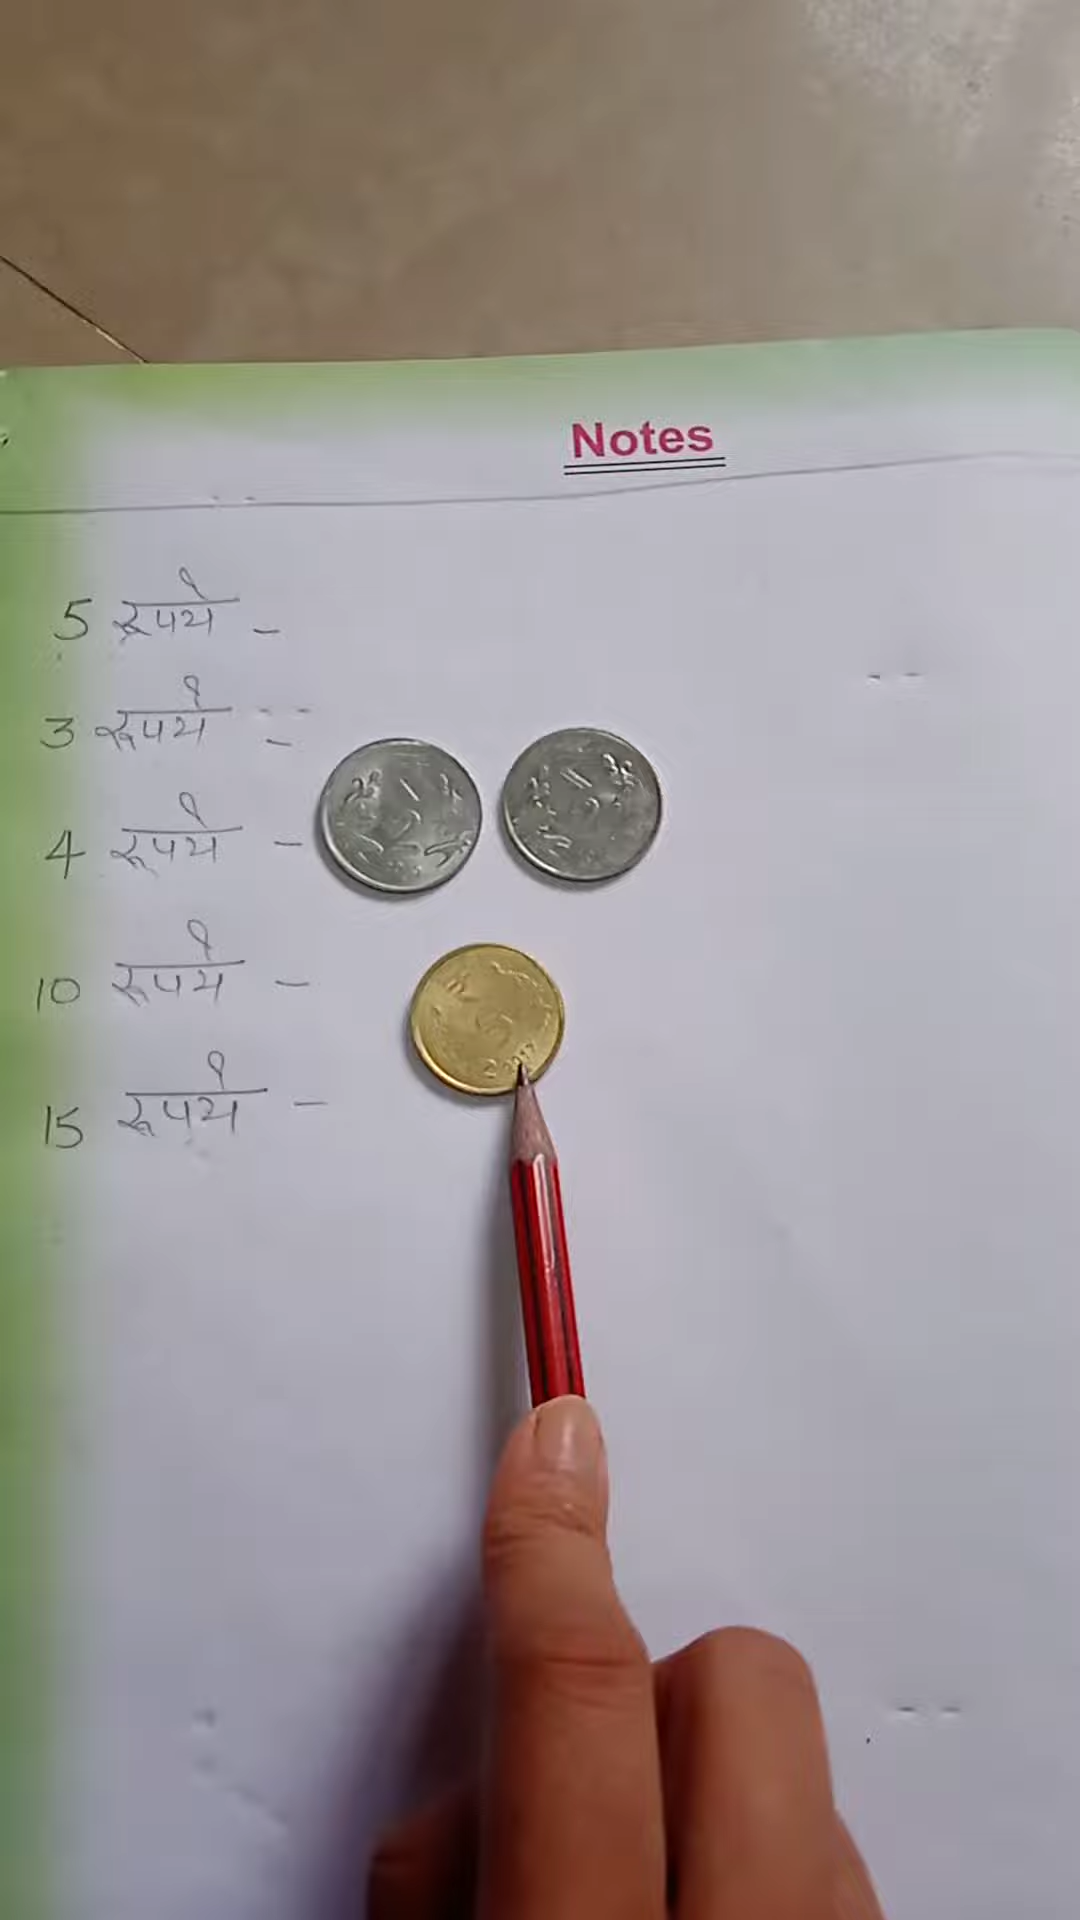 Notes
5 रूपये -
3 रूपये -
4 रूपये -
10 रूपये -
15 रूपये -